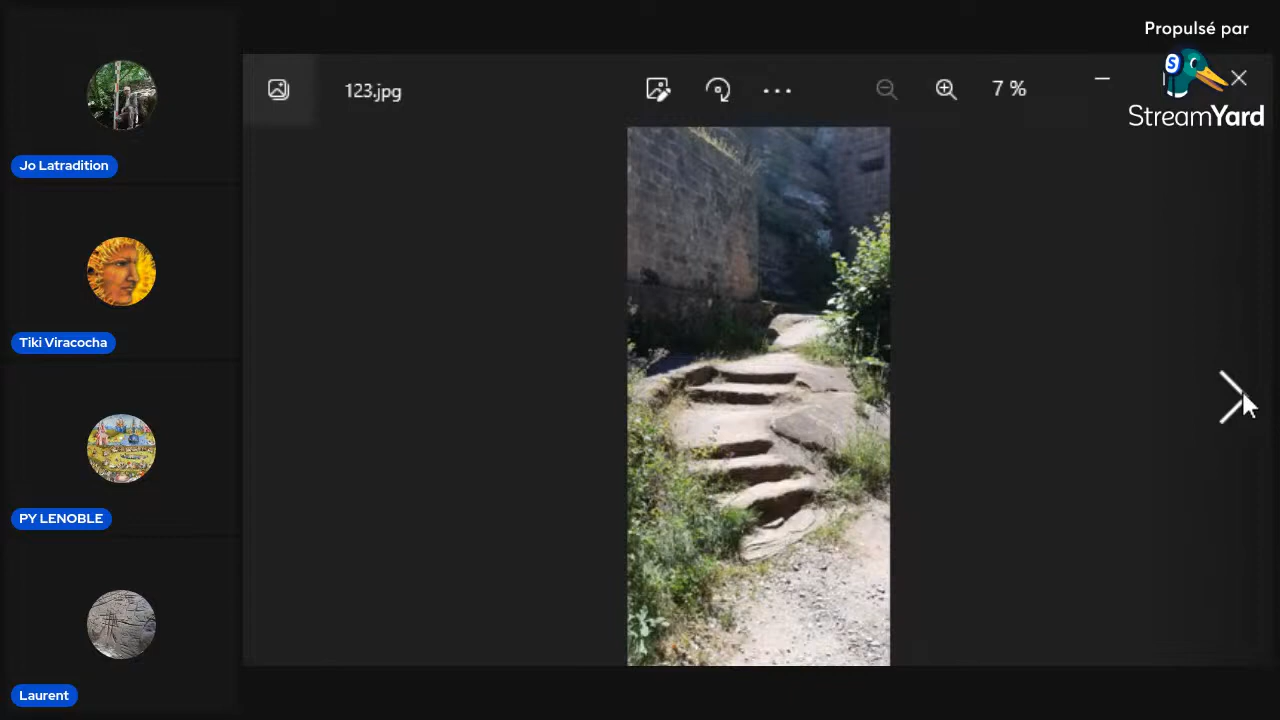 Propulsé par
StreamYard
123.jpg
7 %
Jo Latradition
Tiki Viracocha
PY LENOBLE
Laurent